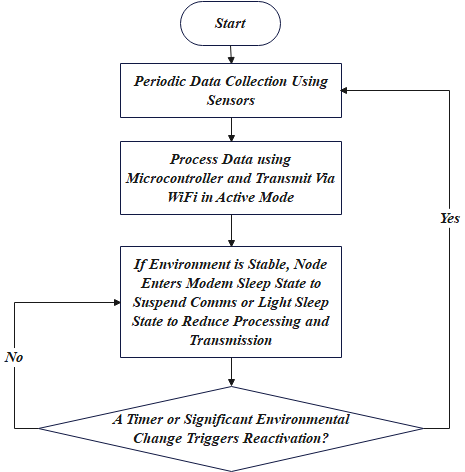 Start
Periodic Data Collection Using
Sensors
Process Data using
Microcontroller and Transmit Via
WiFi in Active Mode
Yes
If Environment is Stable, Node
Enters Modem Sleep State to
Suspend Comms or Light Sleep
State to Reduce Processing and
Transmission
No
A Timer or Significant Environmental
Change Triggers Reactivation?